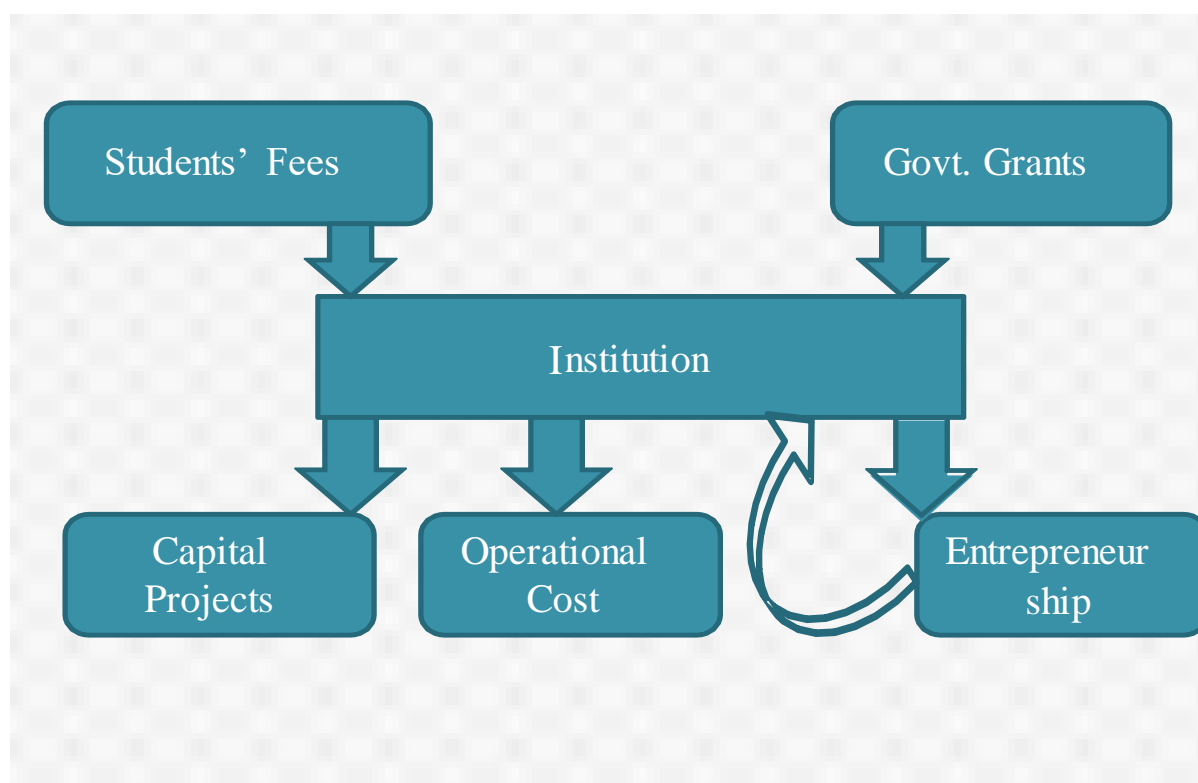 Students’ Fees
Govt. Grants
Institution
Capital
Projects
Operational
Cost
Entrepreneur
ship